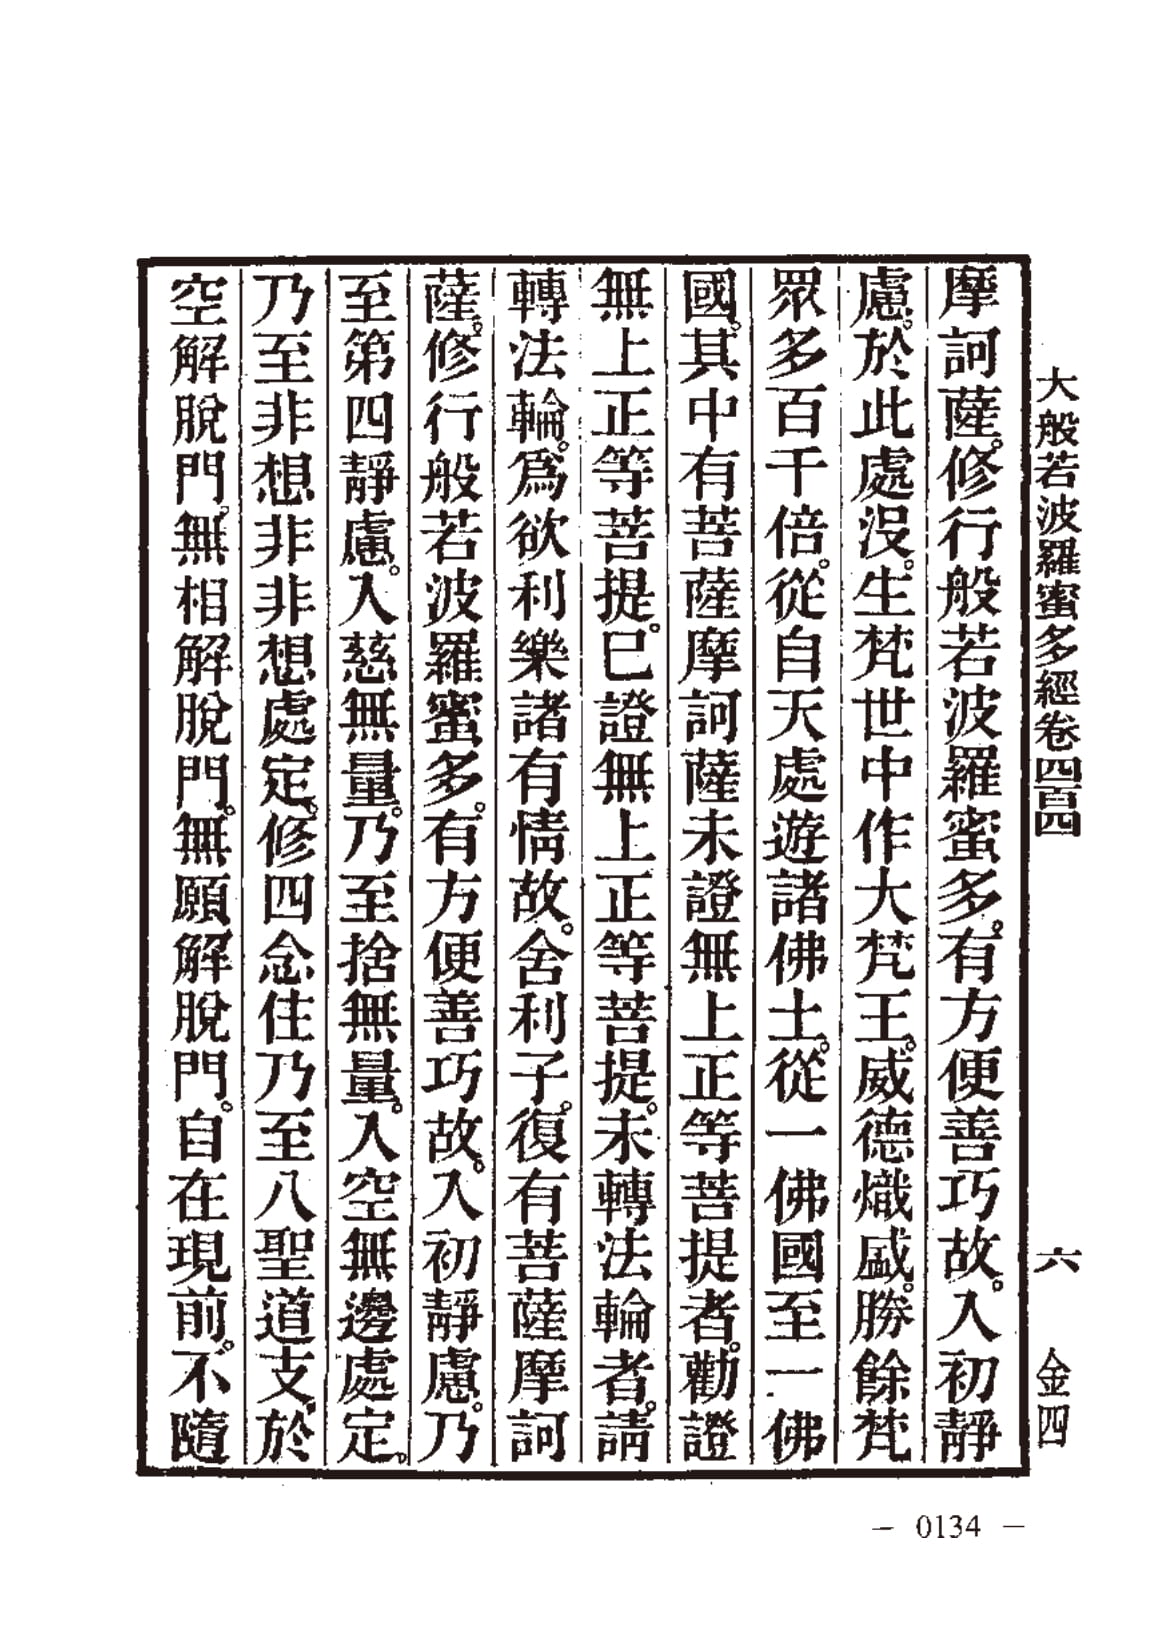 大般若波羅蜜多經卷四百四　六　金四
摩訶薩。修行般若波羅蜜多。有方便善巧故。入初靜
慮。於此處沒。生梵世中作大梵王。威德熾盛。勝餘梵
眾多百千倍。從自天處遊諸佛土。從一佛國至一佛
國。其中有菩薩摩訶薩未證無上正等菩提者。勸證
無上正等菩提。已證無上正等菩提。未轉法輪者。請
轉法輪。為欲利樂諸有情故。舍利子。復有菩薩摩訶
薩。修行般若波羅蜜多。有方便善巧故。入初靜慮。乃
至第四靜慮。入慈無量。乃至捨無量。入空無邊處定。
乃至非想非非想處定。修四念住乃至八聖道支。於
空解脫門。無相解脫門。無願解脫門。自在現前。不隨
－ 0134 －